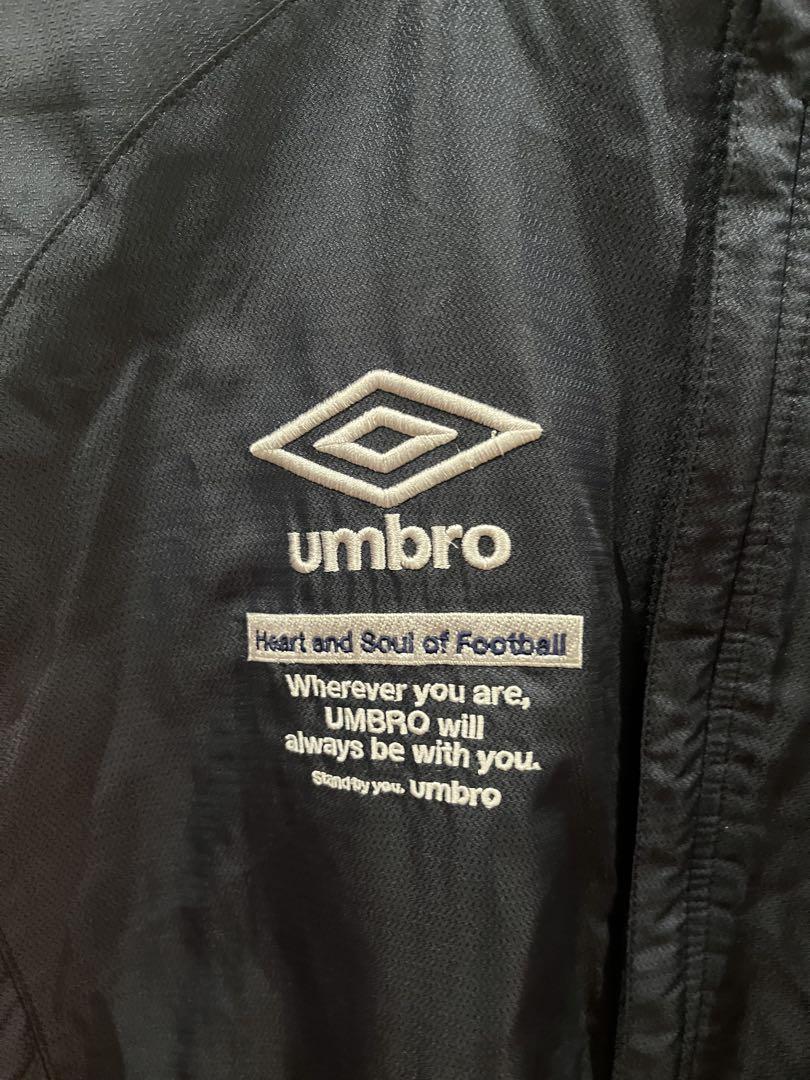 umbro
Heart and Soul of Football
Wherever you are,
UMBRO will
always be with you.
Stand by you, umbro